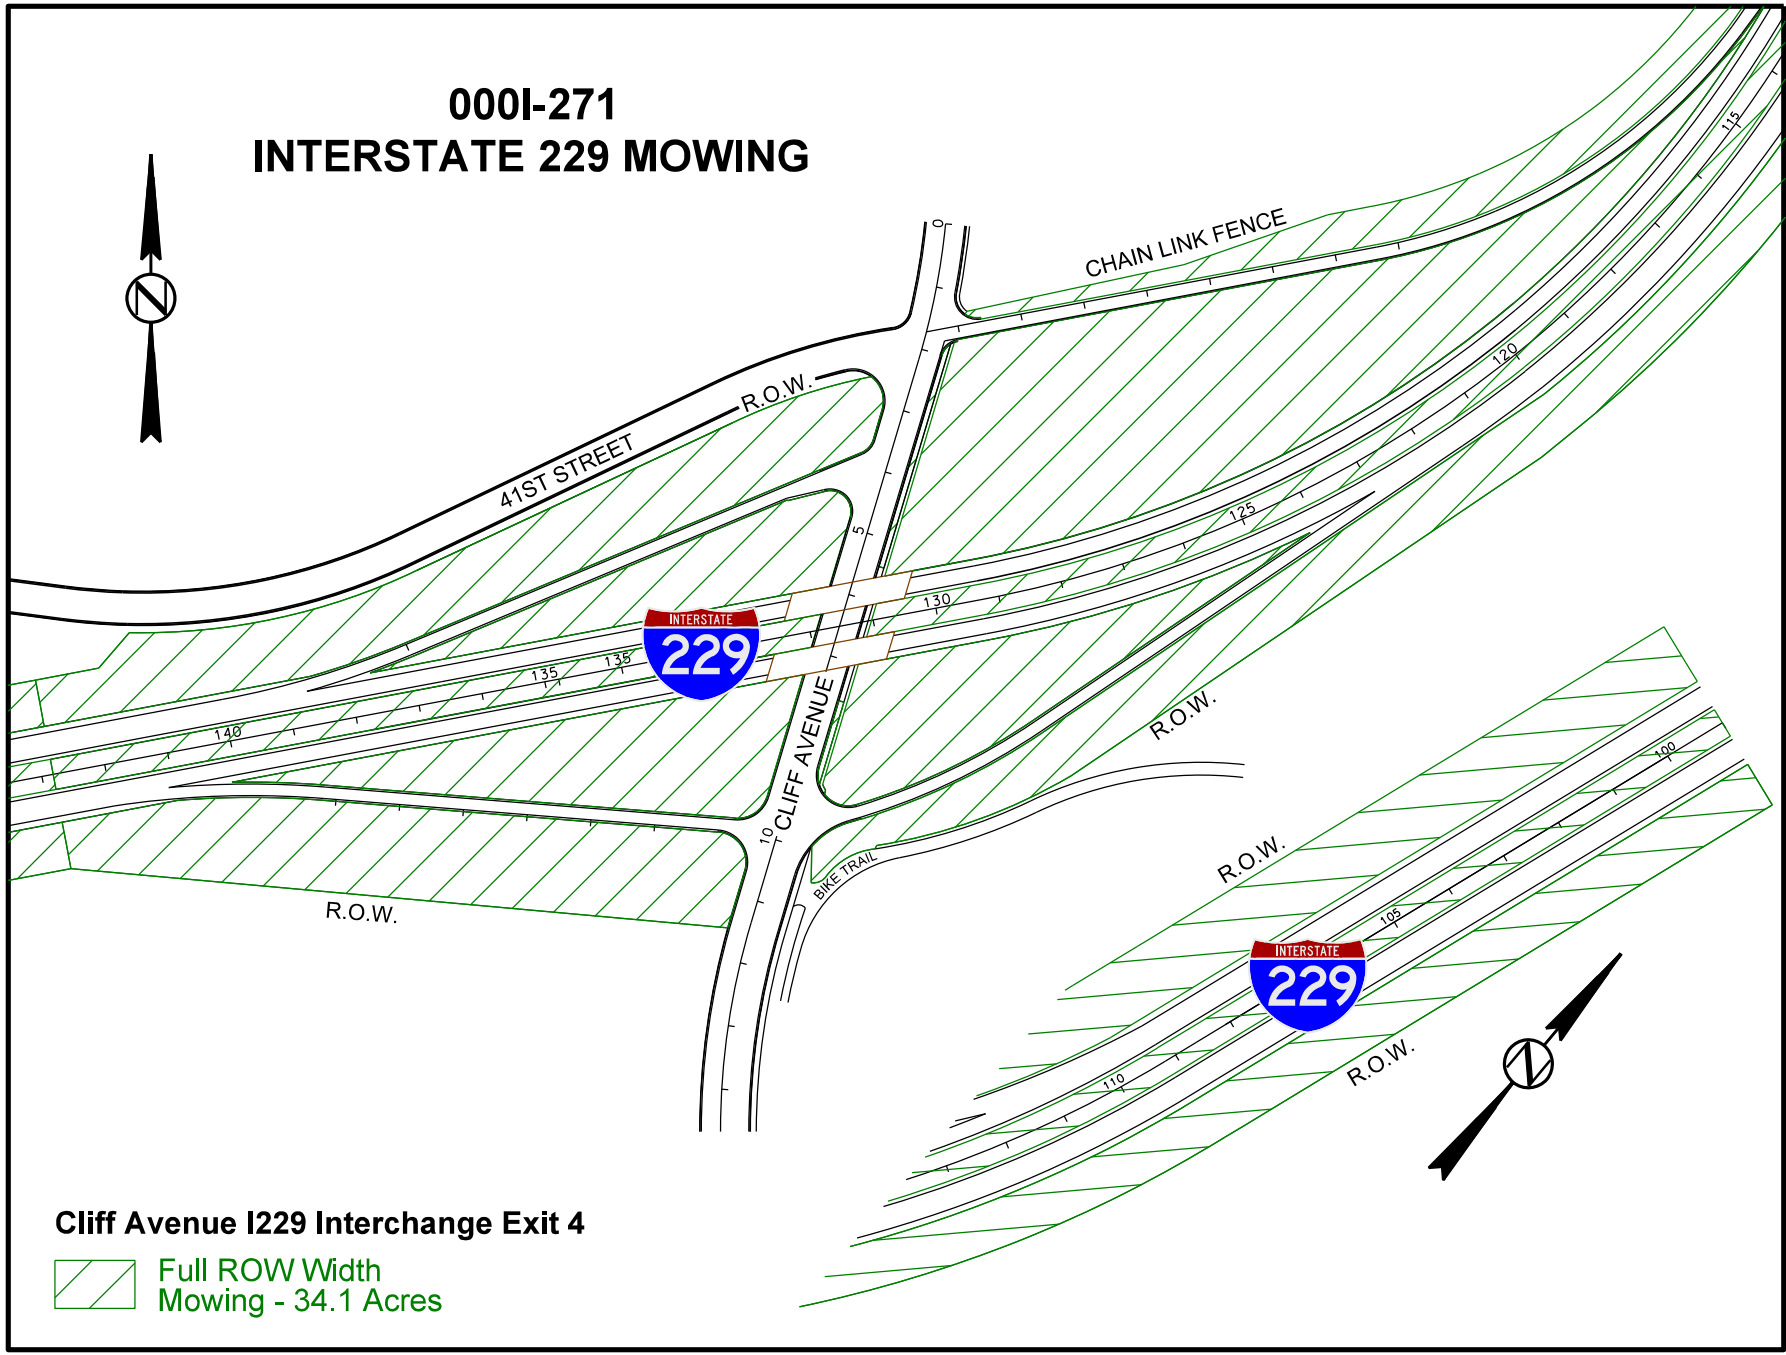 000I-271
INTERSTATE 229 MOWING
N
0
CHAIN LINK FENCE
115
120
R.O.W.
41ST STREET
5
125
130
INTERSTATE
229
135
135
140
CLIFF AVENUE
R.O.W.
10
BIKE TRAIL
R.O.W.
100
R.O.W.
105
INTERSTATE
229
R.O.W.
N
110
Cliff Avenue I229 Interchange Exit 4
Full ROW Width
Mowing - 34.1 Acres